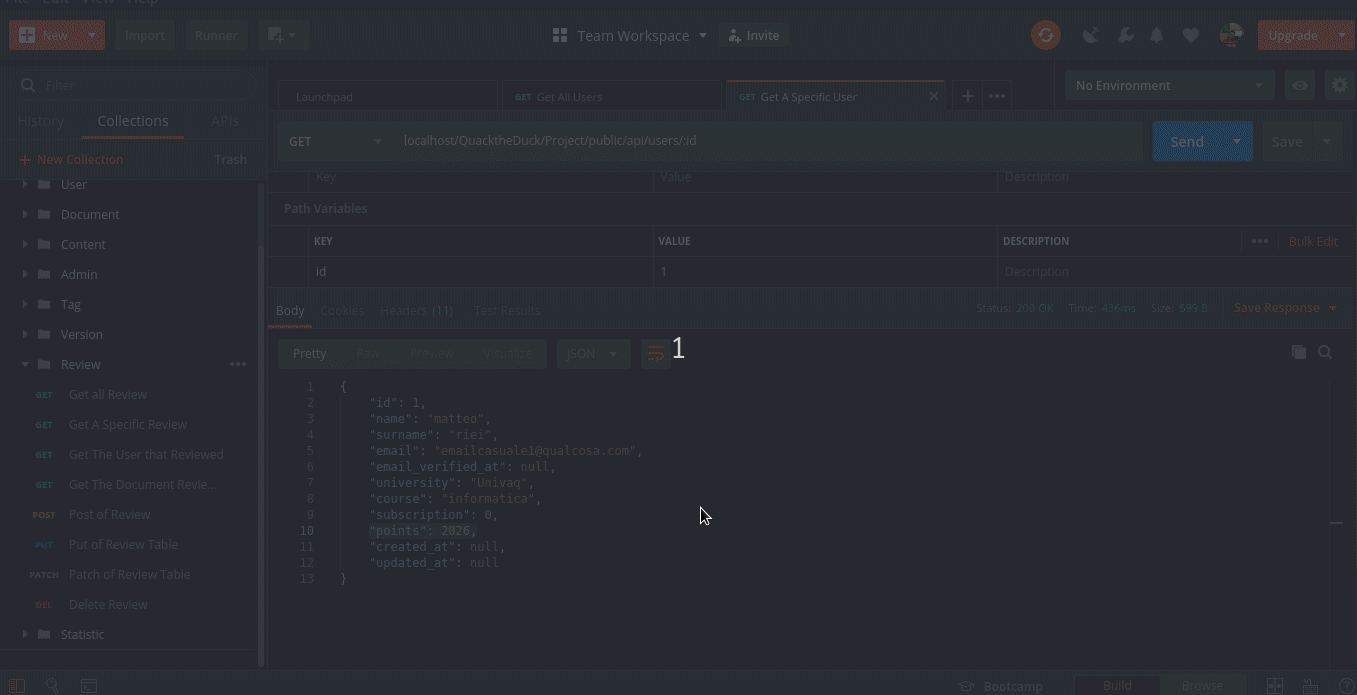 File Edit View Help
New Import Runner Team Workspace Invite Upgrade
Filter
Launchpad GET Get All Users GET Get A Specific User No Environment
History Collections APIs
GET localhost/QuacktheDuck/Project/public/api/users/:id Send Save
+ New Collection Trash
Key Value Description
User
Path Variables
Document
KEY VALUE DESCRIPTION Bulk Edit
Content
id 1 Description
Admin
Tag
Body Cookies Headers (11) Test Results Status: 200 OK Time: 436ms Size: 599 B Save Response
Version
Pretty Raw Preview Visualize JSON 1
Review
1 {
GET Get all Review
2 "id": 1,
3 "name": "matteo",
GET Get A Specific Review
4 "surname": "riei",
5 "email": "emailcasuale1@qualcosa.com",
GET Get The User that Reviewed
6 "email_verified_at": null,
7 "university": "Univaq",
GET Get The Document Revie...
8 "course": "informatica",
9 "subscription": 0,
POST Post of Review
10 "points": 2026,
11 "created_at": null,
PUT Put of Review Table
12 "updated_at": null
13 }
PATCH Patch of Review Table
DEL Delete Review
Statistic
Bootcamp Build Browse